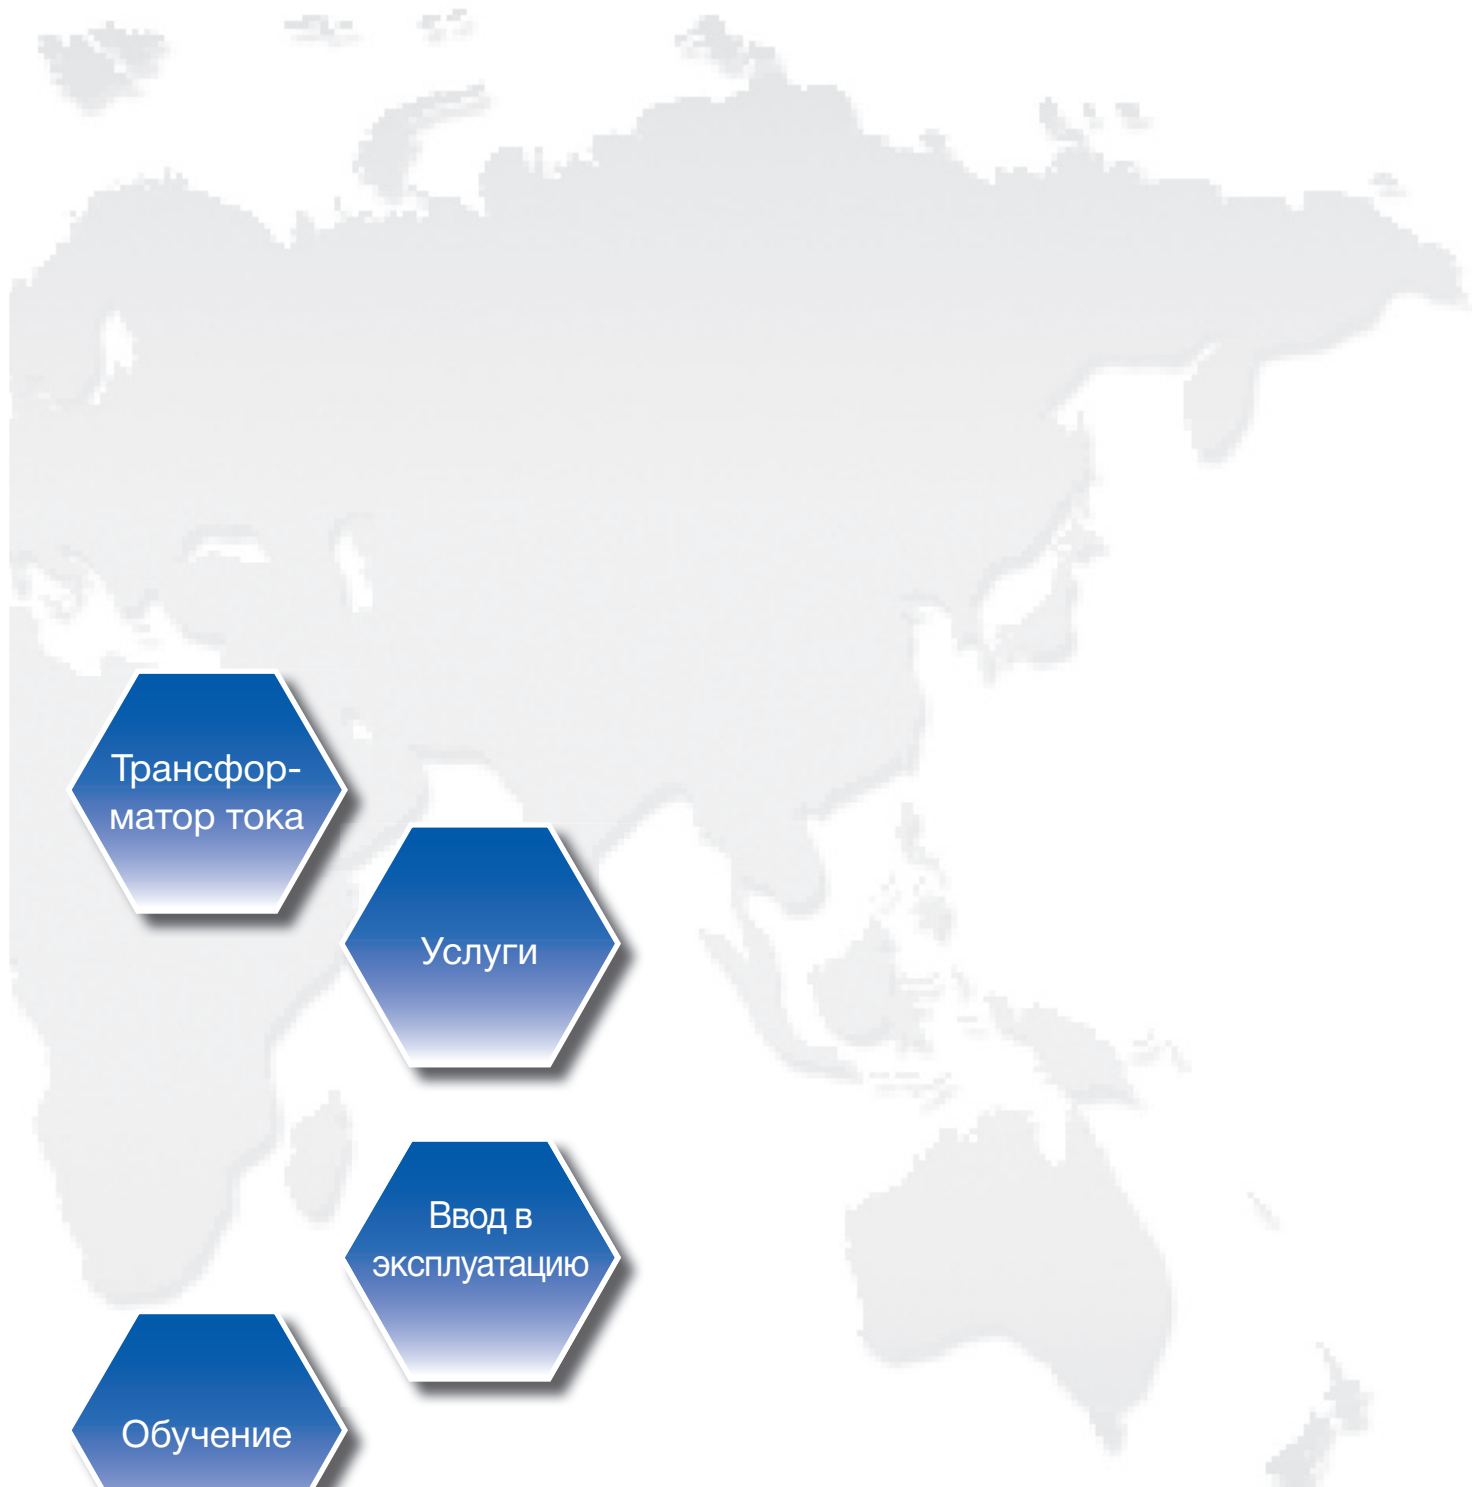 Трансфор-
матор тока
Услуги
Ввод в
эксплуатацию
Обучение